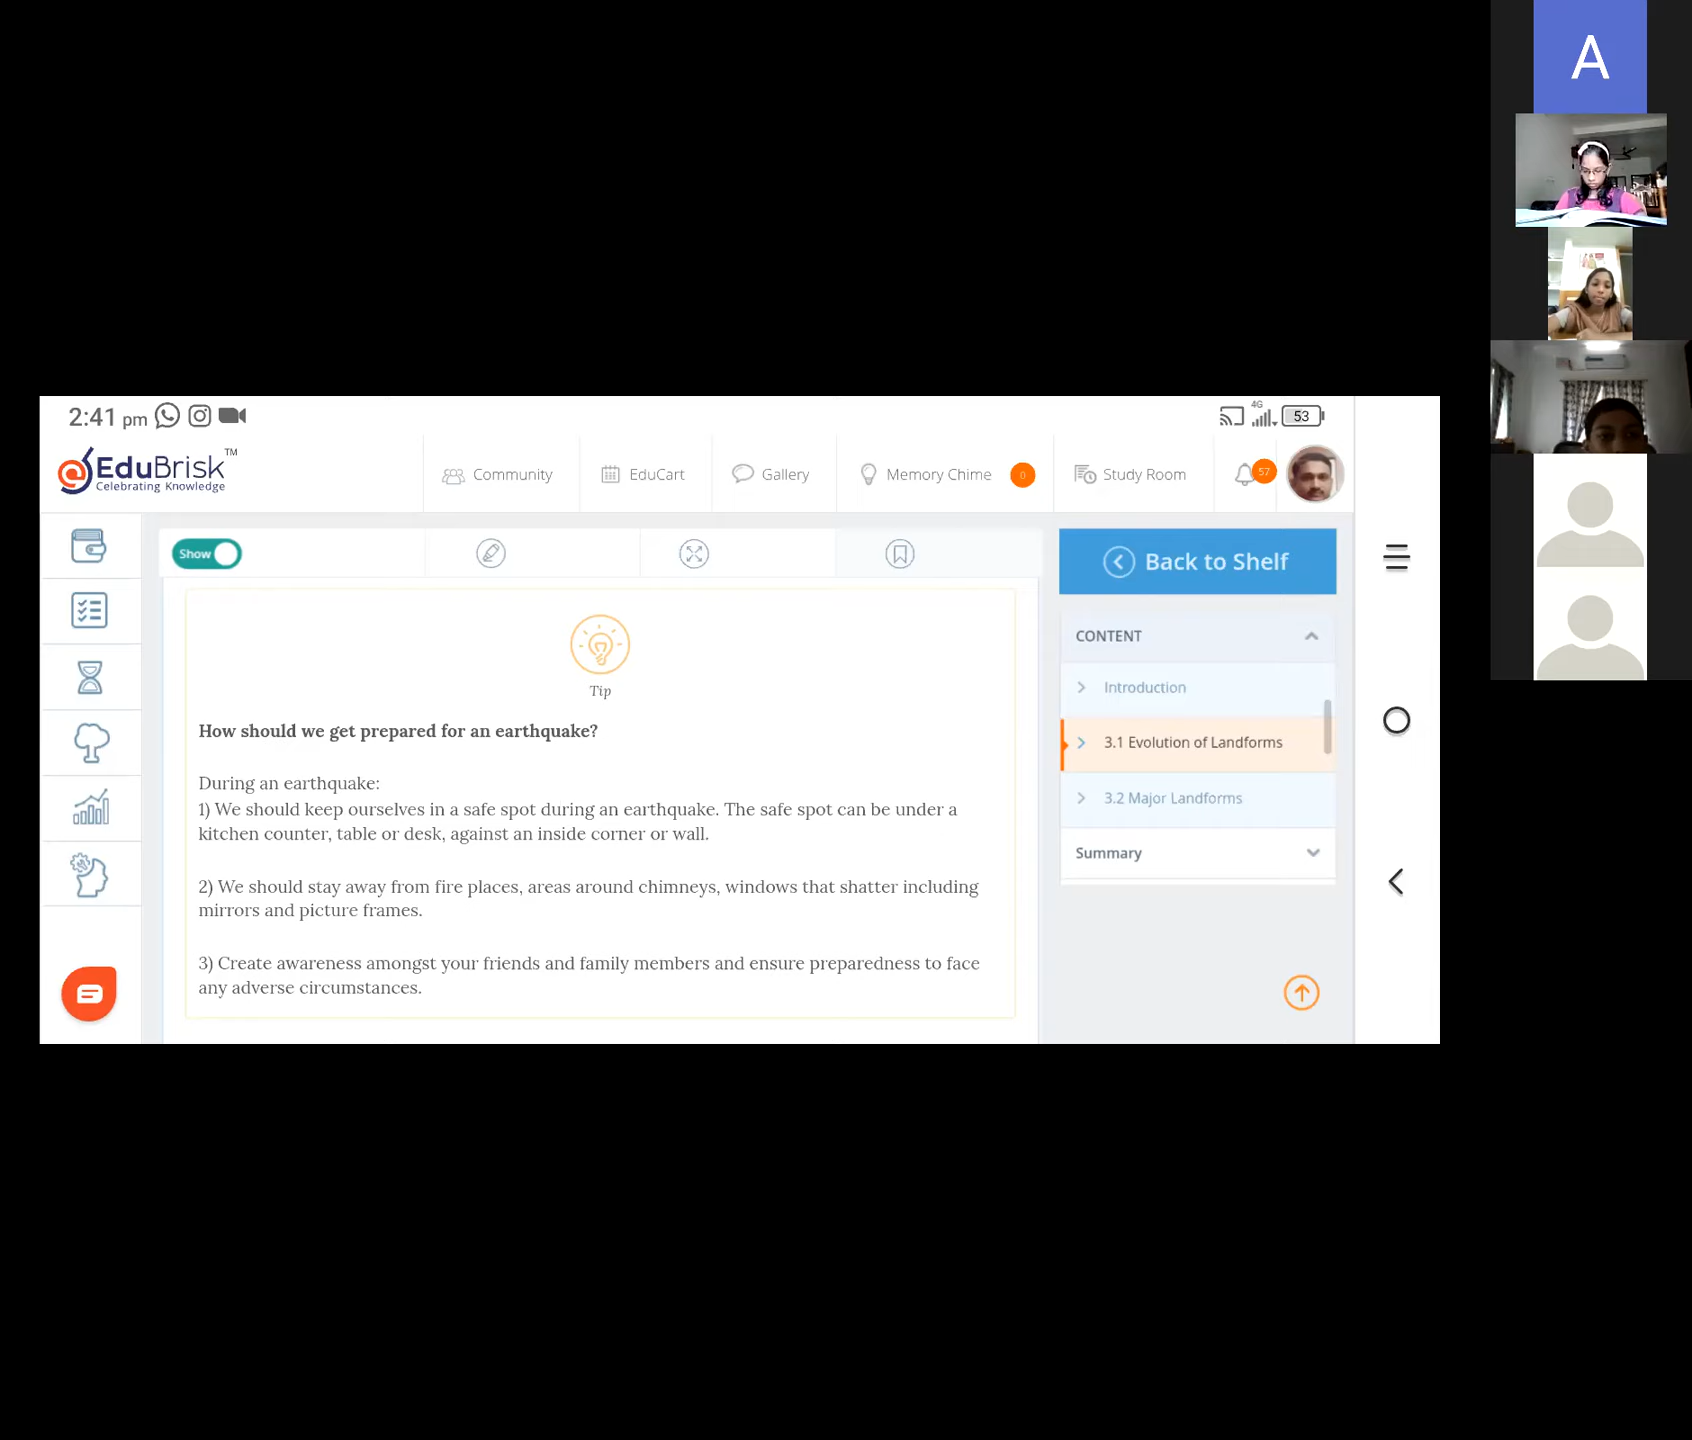 A
2:41 pm
4G
53
@EduBrisk™
Celebrating Knowledge
Community
EduCart
Gallery
Memory Chime
0
Study Room
57
Show
Back to Shelf
Tip
How should we get prepared for an earthquake?
During an earthquake:
1) We should keep ourselves in a safe spot during an earthquake. The safe spot can be under a
kitchen counter, table or desk, against an inside corner or wall.
2) We should stay away from fire places, areas around chimneys, windows that shatter including
mirrors and picture frames.
3) Create awareness amongst your friends and family members and ensure preparedness to face
any adverse circumstances.
CONTENT
Introduction
3.1 Evolution of Landforms
3.2 Major Landforms
Summary